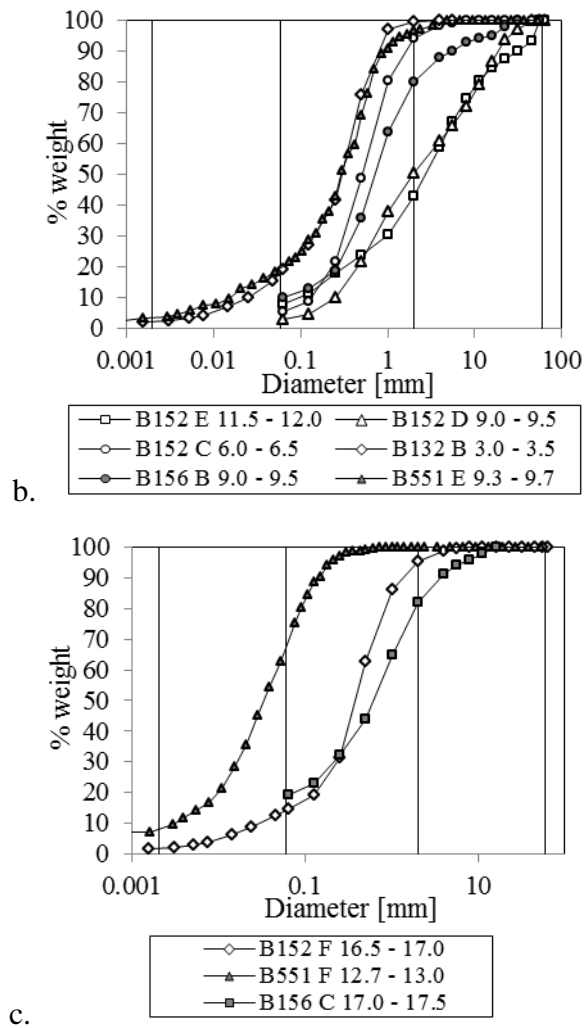 100
90
80
70
60
50
40
30
20
10
0
% weight
0.001 0.01 0.1 1 10 100
Diameter [mm]
B152 E 11.5 - 12.0 B152 D 9.0 - 9.5
B152 C 6.0 - 6.5 B132 B 3.0 - 3.5
B156 B 9.0 - 9.5 B551 E 9.3 - 9.7
b.
100
90
80
70
60
50
40
30
20
10
0
% weight
0.001 0.1 10
Diameter [mm]
B152 F 16.5 - 17.0
B551 F 12.7 - 13.0
B156 C 17.0 - 17.5
c.